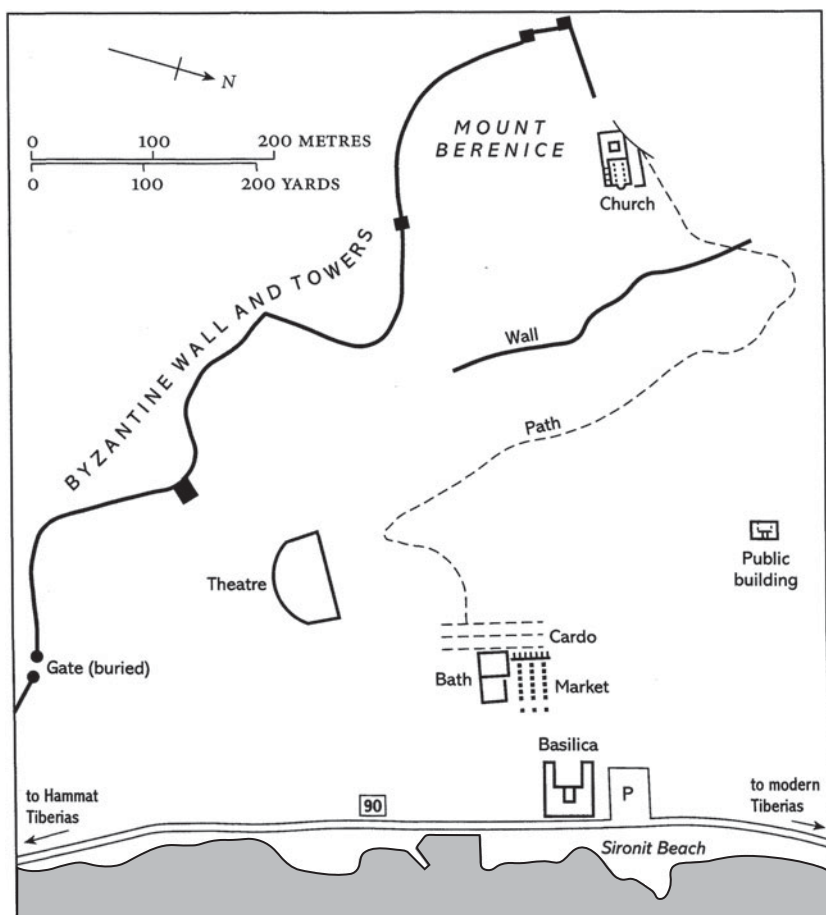 N
0 100 200 METRES
0 100 200 YARDS
MOUNT
BERENICE
Church
BYZANTINE WALL AND TOWERS
Wall
Path
Public
building
Theatre
Cardo
Gate (buried)
Bath
Market
Basilica
to Hammat
Tiberias
90
P
to modern
Tiberias
Sironit Beach